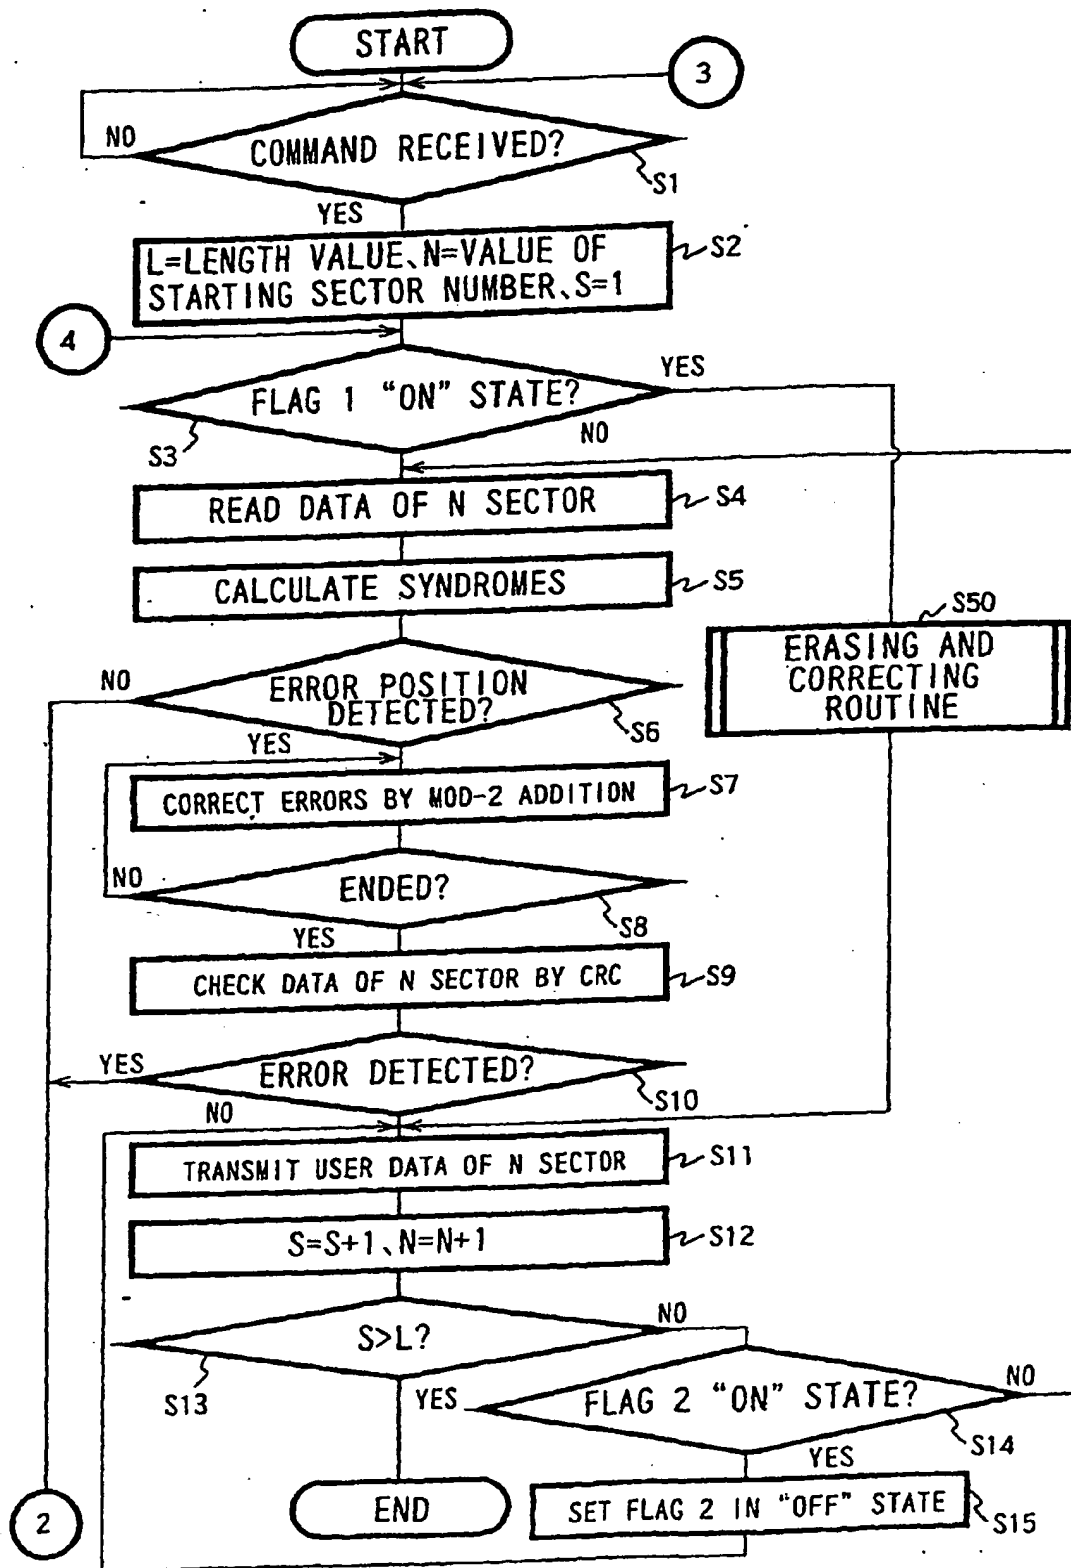 START
3
NO
COMMAND RECEIVED?
S1
YES
L=LENGTH VALUE、N=VALUE OF
STARTING SECTOR NUMBER、S=1
S2
4
FLAG 1 “ON” STATE?
YES
S3
NO
READ DATA OF N SECTOR
S4
CALCULATE SYNDROMES
S5
S50
ERASING AND
CORRECTING
ROUTINE
NO
ERROR POSITION
DETECTED?
S6
YES
CORRECT ERRORS BY MOD-2 ADDITION
S7
NO
ENDED?
S8
YES
CHECK DATA OF N SECTOR BY CRC
S9
YES
ERROR DETECTED?
S10
NO
TRANSMIT USER DATA OF N SECTOR
S11
S=S+1、N=N+1
S12
S>L?
NO
S13
YES
FLAG 2 “ON” STATE?
NO
S14
YES
2
END
SET FLAG 2 IN “OFF” STATE
S15